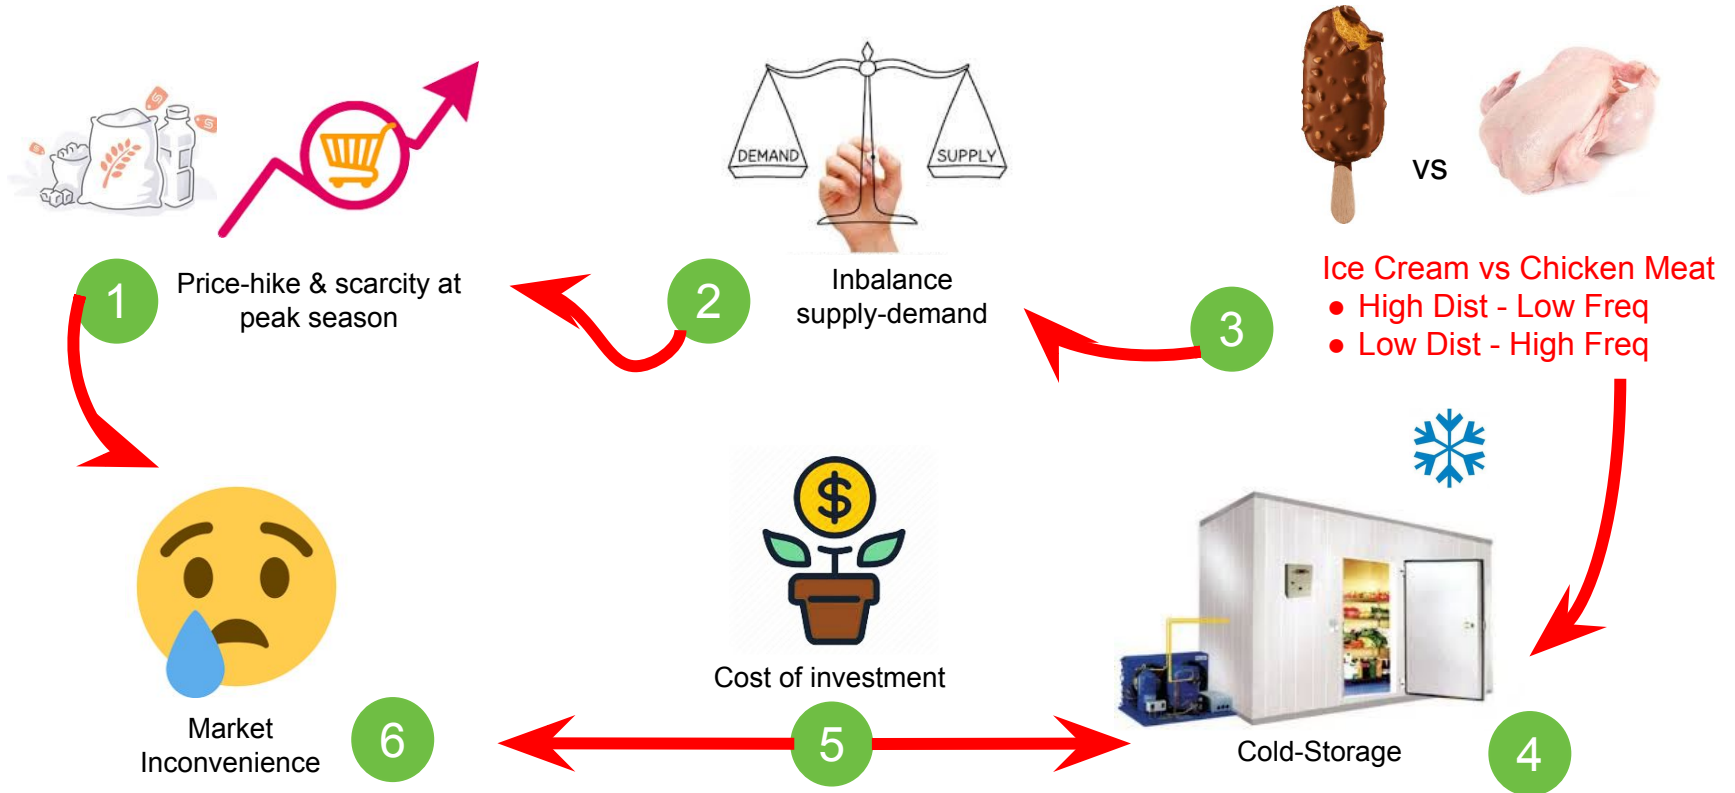 DEMAND
SUPPLY
vs
1
Price-hike & scarcity at
peak season
2
Inbalance
supply-demand
3
Ice Cream vs Chicken Meat
● High Dist - Low Freq
● Low Dist - High Freq
$
Cost of investment
Market
Inconvenience
6
5
Cold-Storage
4